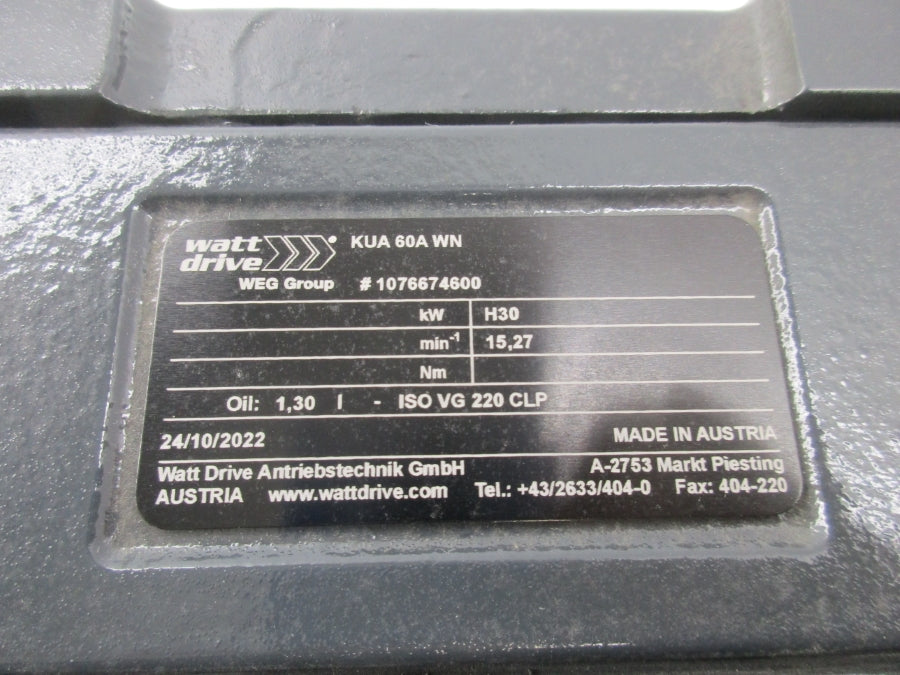 watt
drive
KUA 60A WN
WEG Group # 1076674600
kW H30
min-1 15,27
Nm
Oil: 1,30 l - ISO VG 220 CLP
24/10/2022 MADE IN AUSTRIA
Watt Drive Antriebstechnik GmbH A-2753 Markt Piesting
AUSTRIA www.wattdrive.com Tel.: +43/2633/404-0 Fax: 404-220